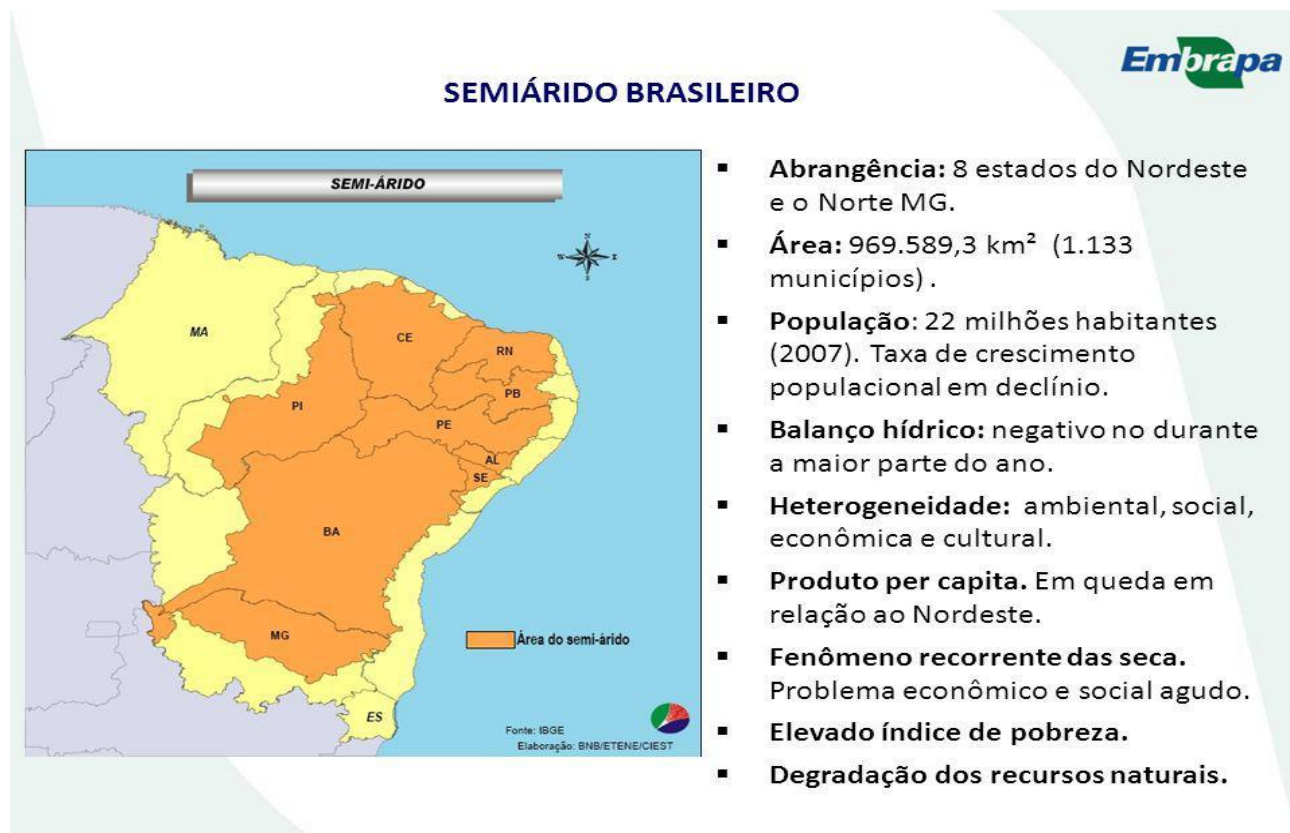 Embrapa
SEMIÁRIDO BRASILEIRO
SEMI-ÁRIDO
N
W
E
MA
CE
RN
PB
PI
PE
AL
SE
BA
MG
ES
Área do semi-árido
Fonte: IBGE
Elaboração: BNB/ETENE/CIEST
▪ Abrangência: 8 estados do Nordeste
e o Norte MG.
▪ Área: 969.589,3 km² (1.133
municípios) .
▪ População: 22 milhões habitantes
(2007). Taxa de crescimento
populacional em declínio.
▪ Balanço hídrico: negativo no durante
a maior parte do ano.
▪ Heterogeneidade: ambiental, social,
econômica e cultural.
▪ Produto per capita. Em queda em
relação ao Nordeste.
▪ Fenômeno recorrente das seca.
Problema econômico e social agudo.
▪ Elevado índice de pobreza.
▪ Degradação dos recursos naturais.